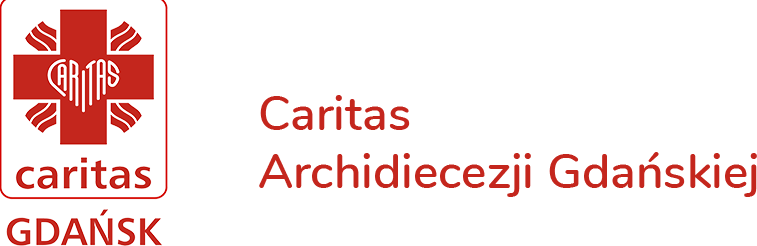 CARITAS
caritas
GDAŃSK
Caritas
Archidiecezji Gdańskiej